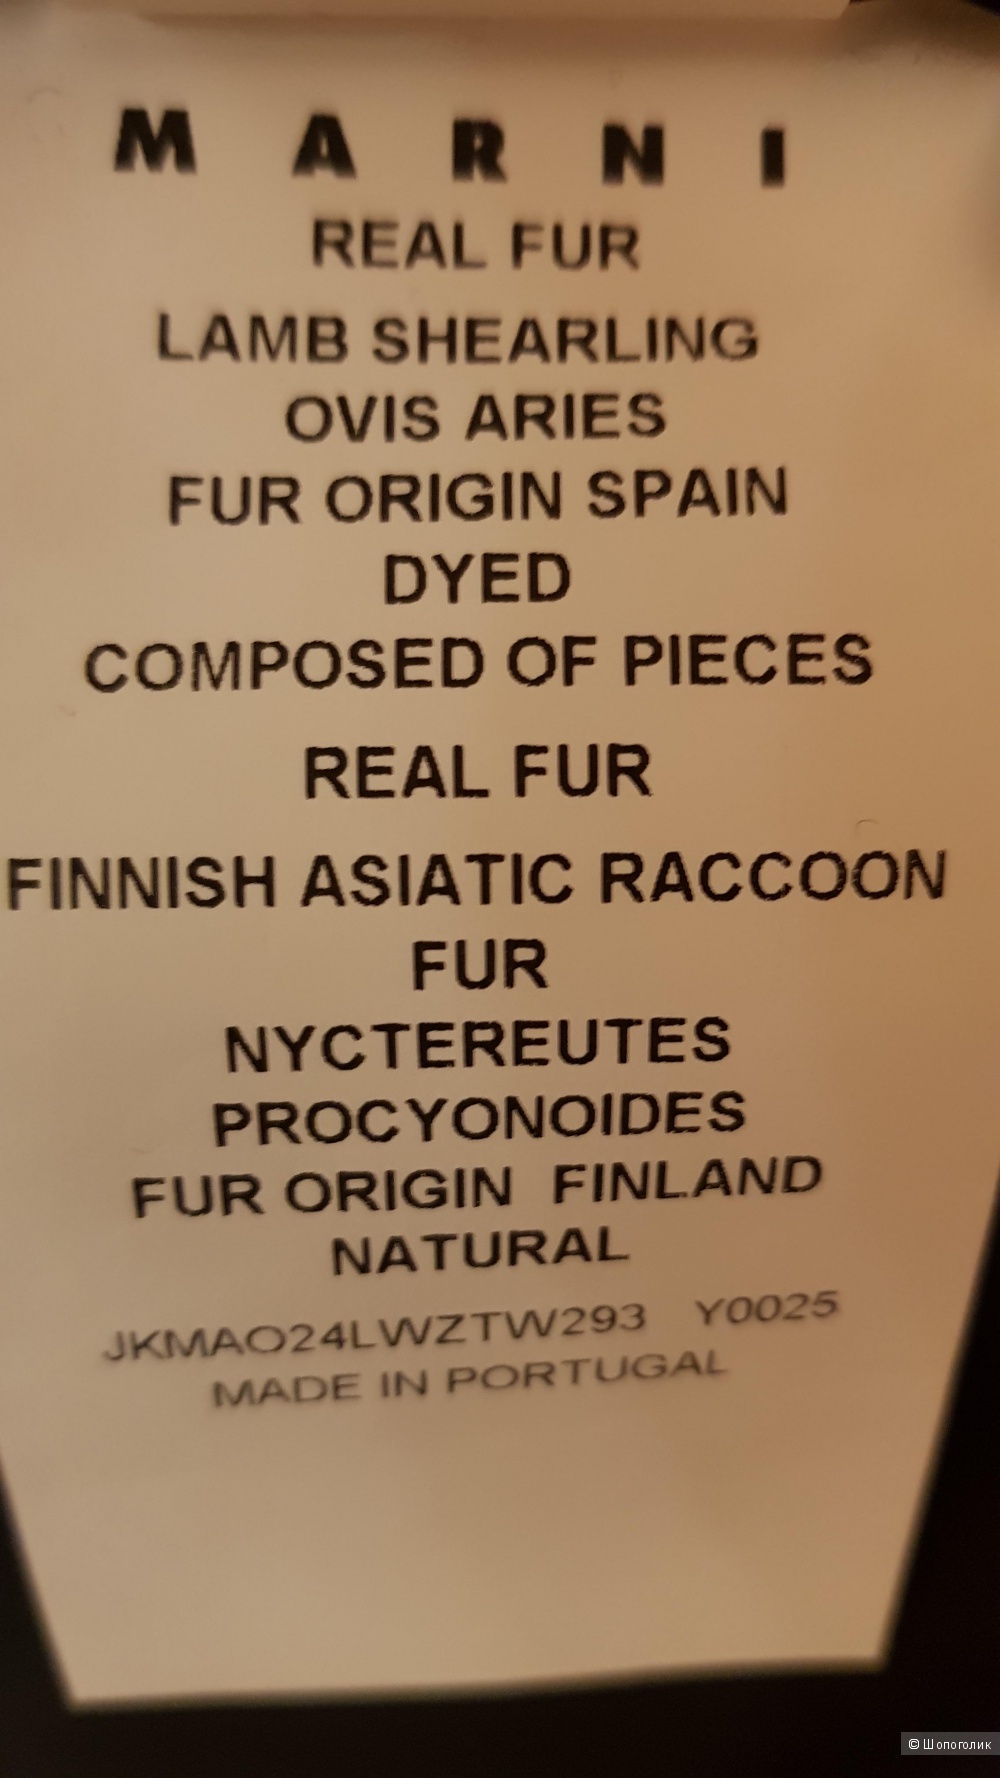 MARNI
REAL FUR
LAMB SHEARLING
OVIS ARIES
FUR ORIGIN SPAIN
DYED
COMPOSED OF PIECES
REAL FUR
FINNISH ASIATIC RACCOON
FUR
NYCTEREUTES
PROCYONOIDES
FUR ORIGIN FINLAND
NATURAL
JKMAO24LWZTW293 Y0025
MADE IN PORTUGAL
© Шопоголик